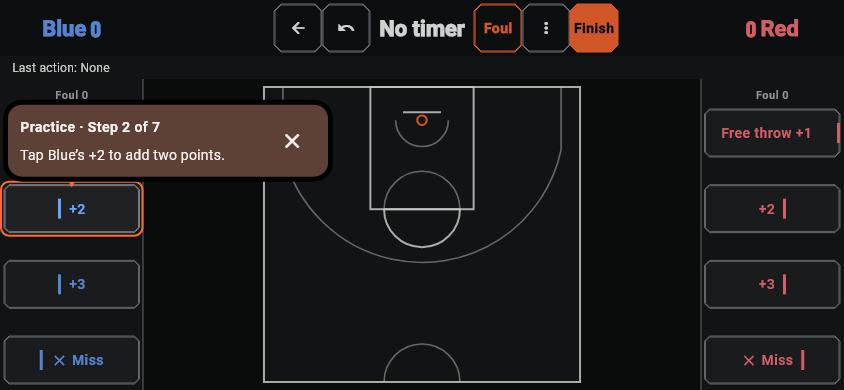 Blue 0
No timer
Foul
Finish
0 Red
Last action: None
Foul 0
Foul 0
Practice · Step 2 of 7
Tap Blue's +2 to add two points.
Free throw +1
+2
+2
+3
+3
Miss
Miss